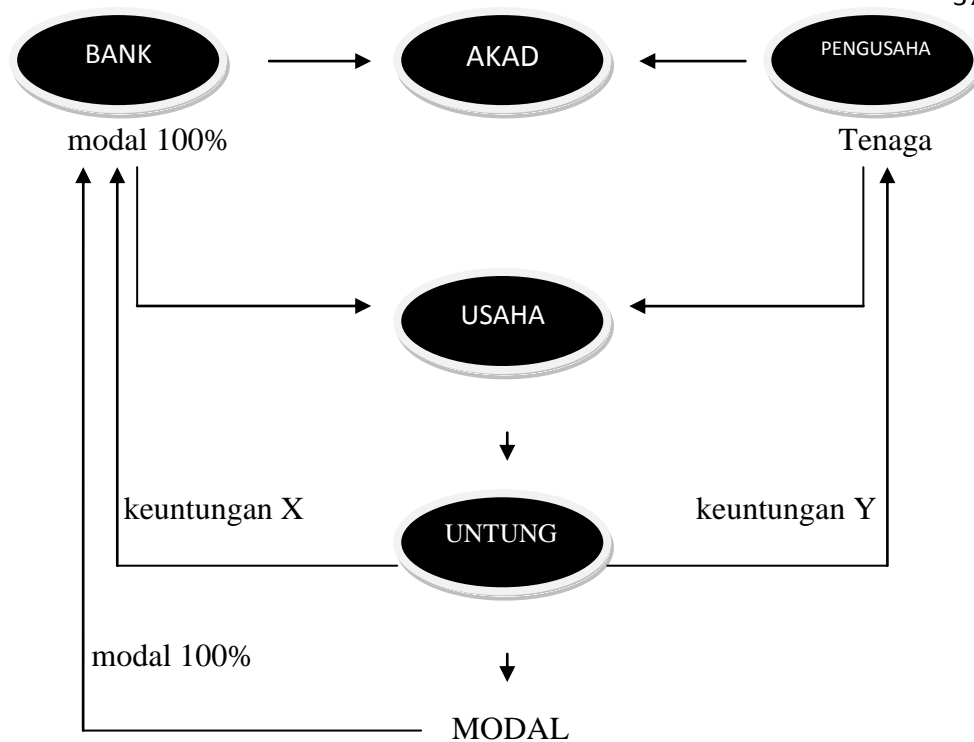 BANK
AKAD
PENGUSAHA
modal 100%
Tenaga
USAHA
keuntungan X
keuntungan Y
UNTUNG
modal 100%
MODAL